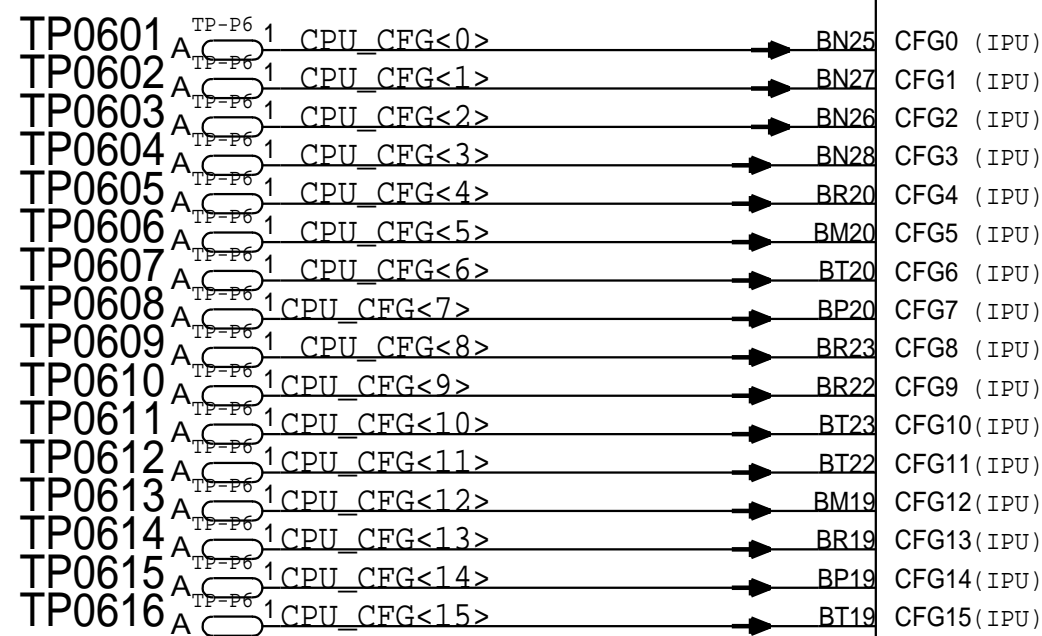 TP0601 A TP-P6 1 CPU_CFG<0> BN25 CFG0 (IPU)
TP0602 A TP-P6 1 CPU_CFG<1> BN27 CFG1 (IPU)
TP0603 A TP-P6 1 CPU_CFG<2> BN26 CFG2 (IPU)
TP0604 A TP-P6 1 CPU_CFG<3> BN28 CFG3 (IPU)
TP0605 A TP-P6 1 CPU_CFG<4> BR20 CFG4 (IPU)
TP0606 A TP-P6 1 CPU_CFG<5> BM20 CFG5 (IPU)
TP0607 A TP-P6 1 CPU_CFG<6> BT20 CFG6 (IPU)
TP0608 A TP-P6 1 CPU_CFG<7> BP20 CFG7 (IPU)
TP0609 A TP-P6 1 CPU_CFG<8> BR23 CFG8 (IPU)
TP0610 A TP-P6 1 CPU_CFG<9> BR22 CFG9 (IPU)
TP0611 A TP-P6 1 CPU_CFG<10> BT23 CFG10 (IPU)
TP0612 A TP-P6 1 CPU_CFG<11> BT22 CFG11 (IPU)
TP0613 A TP-P6 1 CPU_CFG<12> BM19 CFG12 (IPU)
TP0614 A TP-P6 1 CPU_CFG<13> BR19 CFG13 (IPU)
TP0615 A TP-P6 1 CPU_CFG<14> BP19 CFG14 (IPU)
TP0616 A TP-P6 1 CPU_CFG<15> BT19 CFG15 (IPU)